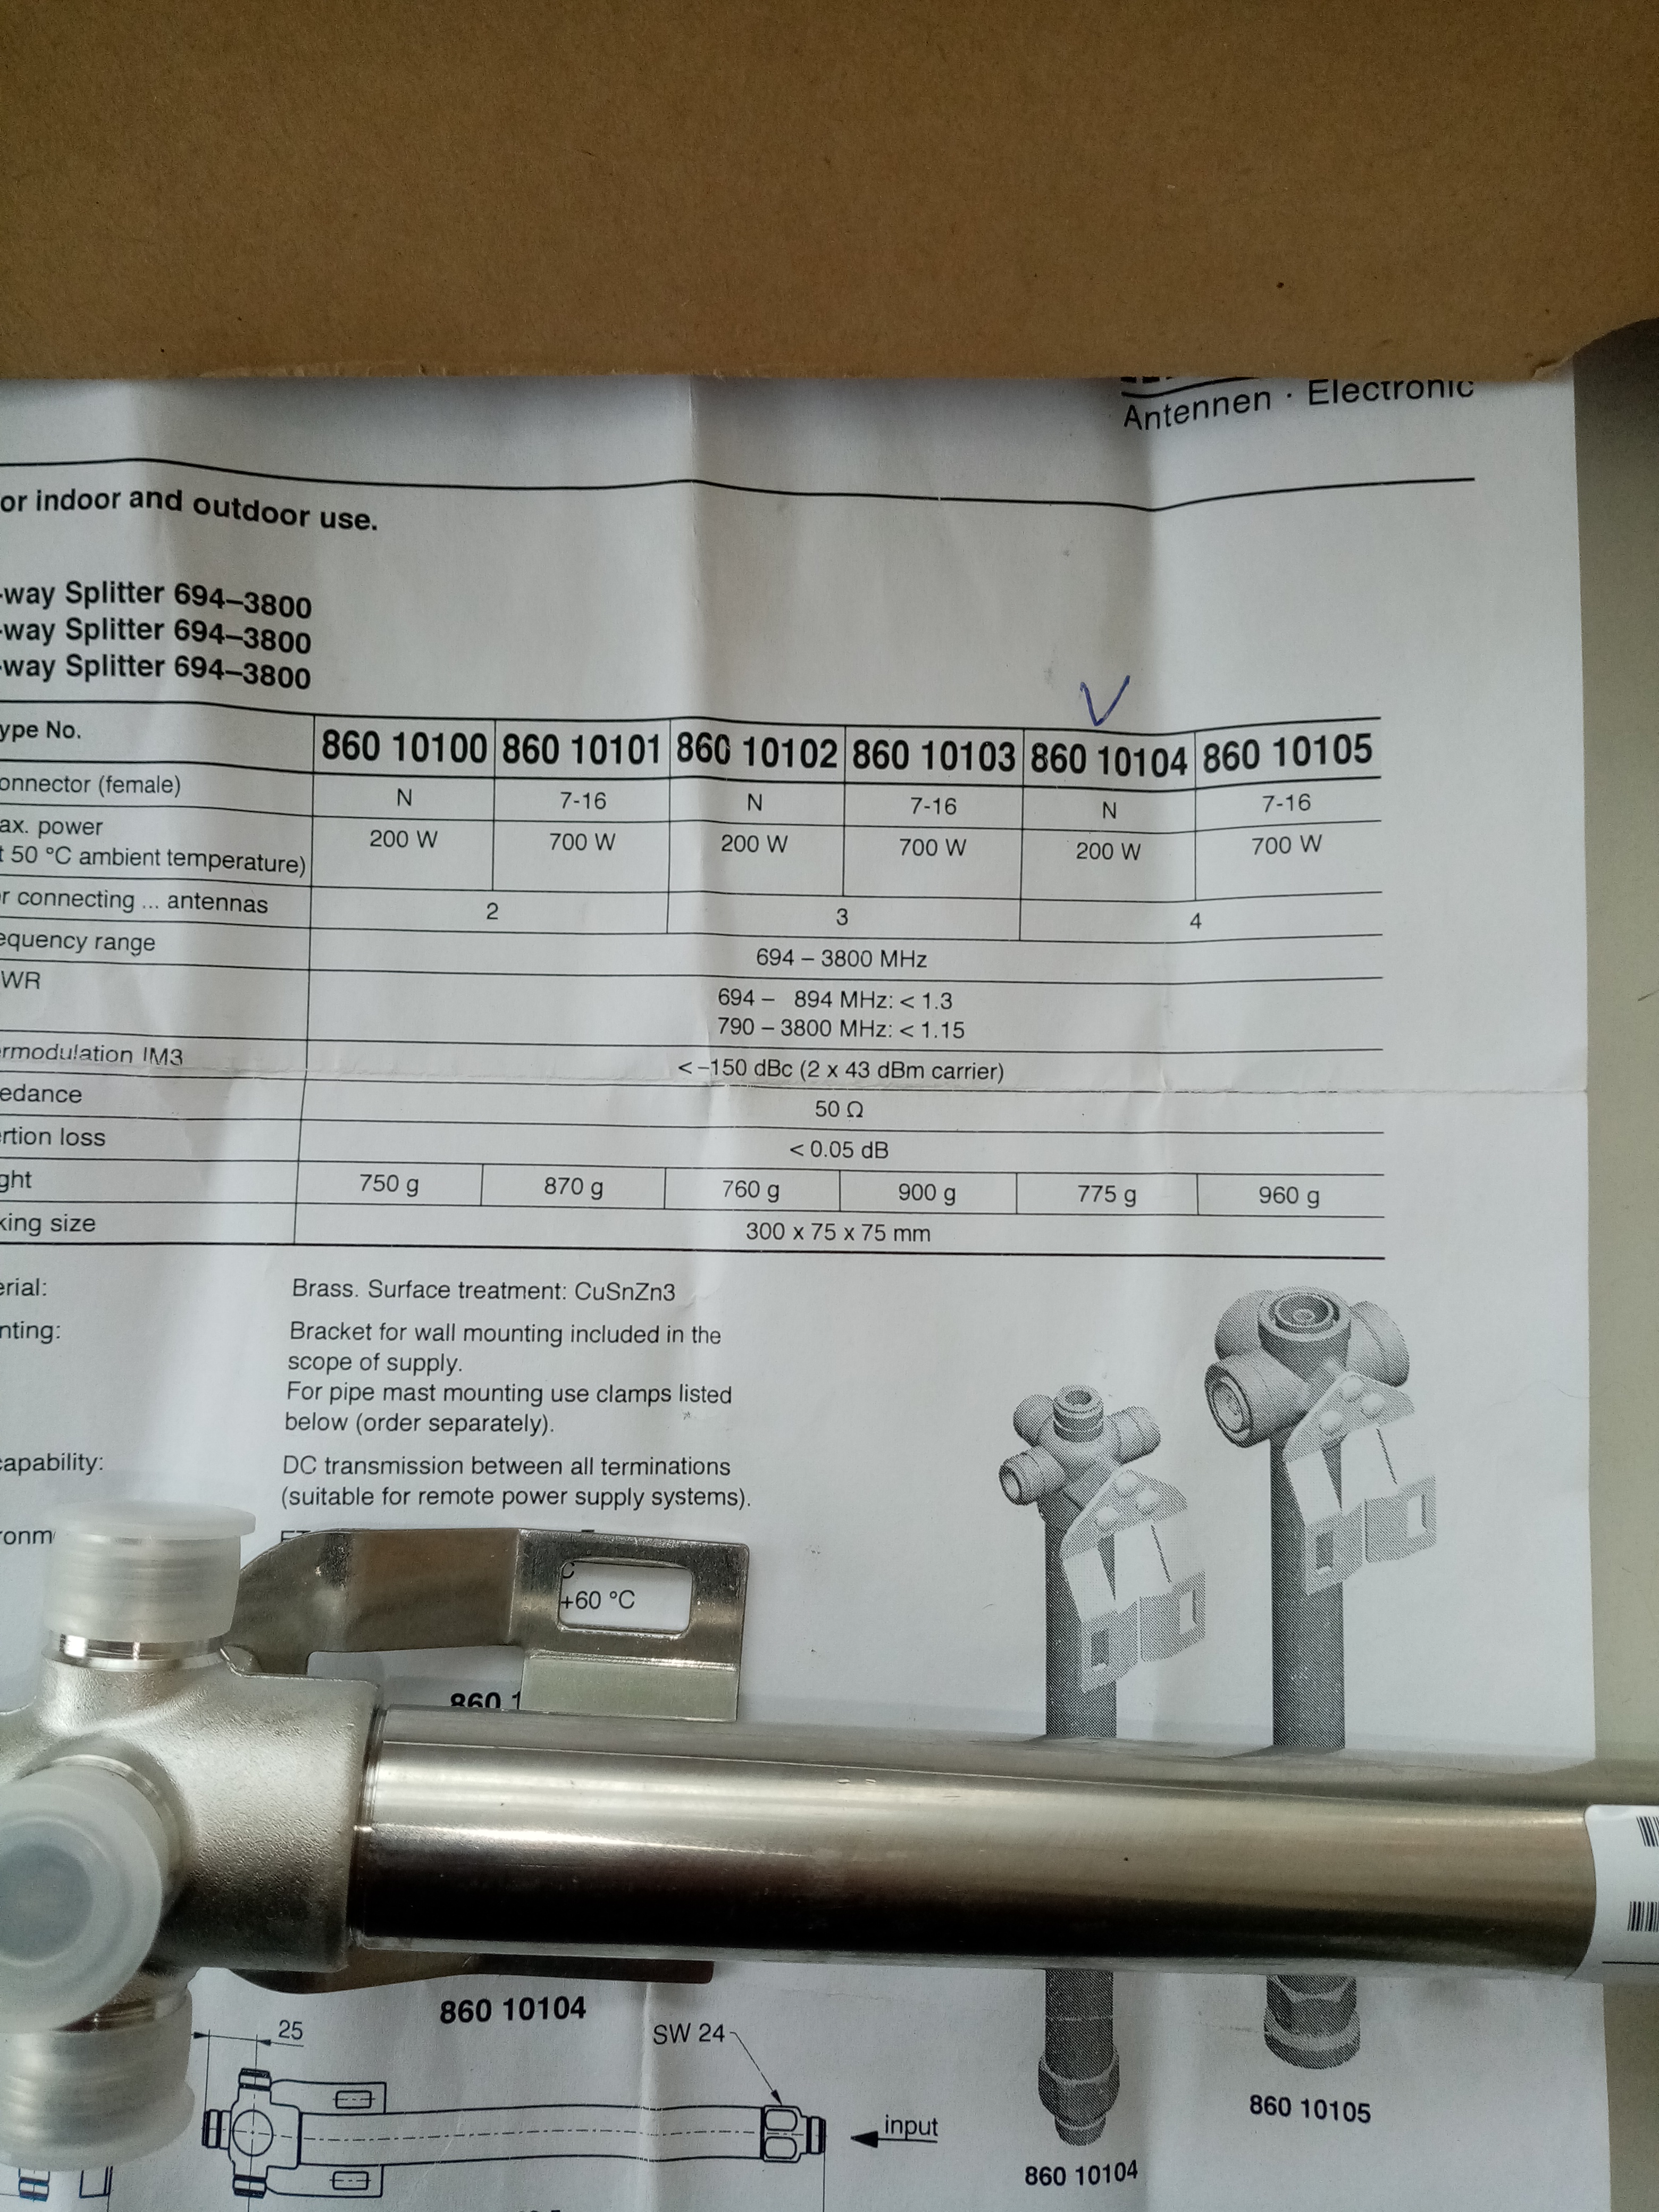 Antennen · Electronic
or indoor and outdoor use.
-way Splitter 694–3800
-way Splitter 694–3800
-way Splitter 694–3800
V
ype No. 860 10100 860 10101 860 10102 860 10103 860 10104 860 10105
onnector (female) N 7-16 N 7-16 N 7-16
ax. power 200 W 700 W 200 W 700 W 200 W 700 W
t 50 °C ambient temperature)
r connecting ... antennas 2 3 4
equency range 694 – 3800 MHz
WR 694 – 894 MHz: < 1.3
790 – 3800 MHz: < 1.15
ermodulation IM3 < –150 dBc (2 x 43 dBm carrier)
edance 50 Ω
ertion loss < 0.05 dB
ght 750 g 870 g 760 g 900 g 775 g 960 g
king size 300 x 75 x 75 mm
erial: Brass. Surface treatment: CuSnZn3
nting: Bracket for wall mounting included in the
scope of supply.
For pipe mast mounting use clamps listed
below (order separately).
capability: DC transmission between all terminations
(suitable for remote power supply systems).
ronm
+60 °C
860 1
860 10104
25
SW 24
input
860 10105
860 10104